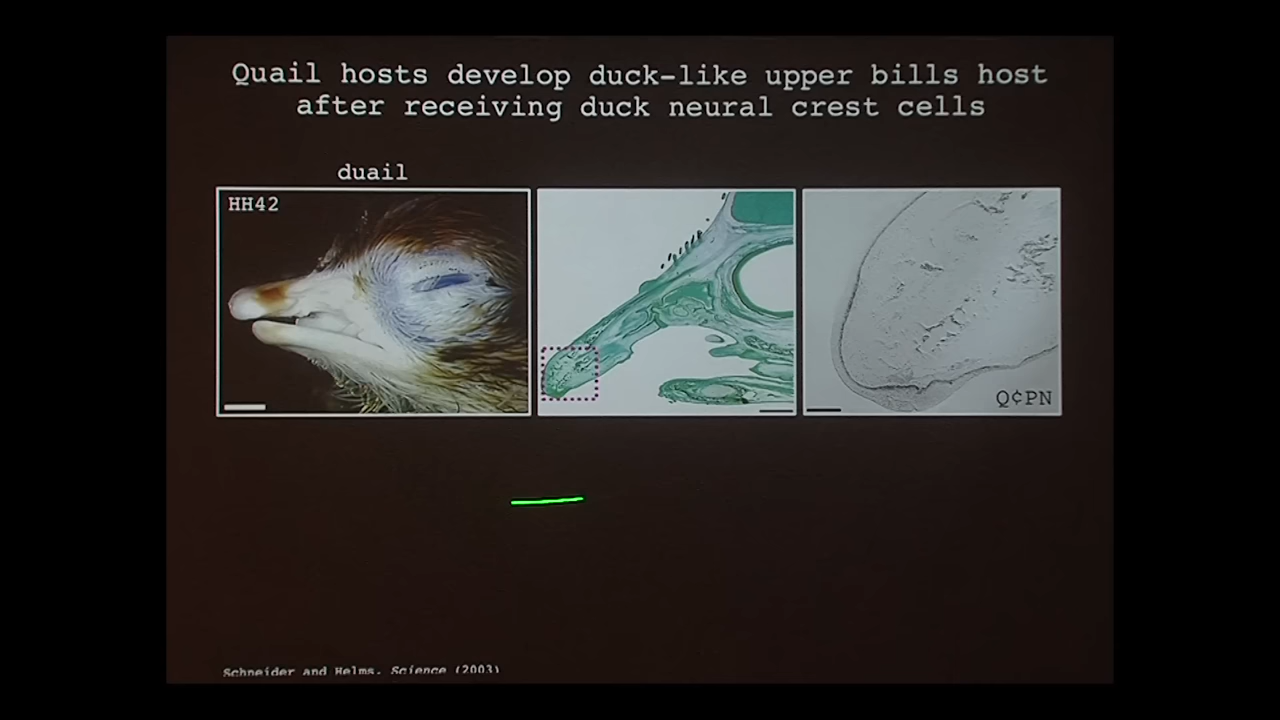 Quail hosts develop duck-like upper bills host
after receiving duck neural crest cells
duail
HH42
Q¢PN
Schneider and Helms, Science (2003)